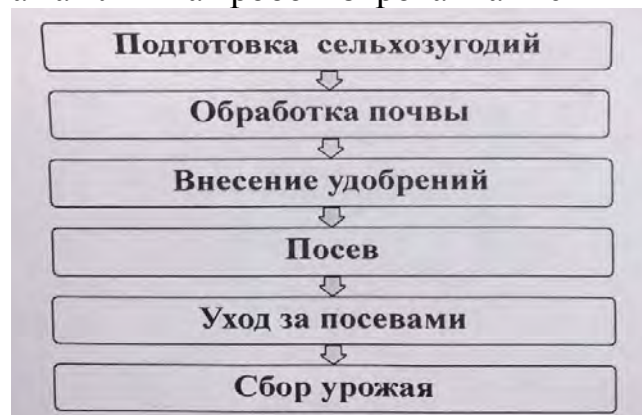 Подготовка сельхозугодий
Обработка почвы
Внесение удобрений
Посев
Уход за посевами
Сбор урожая